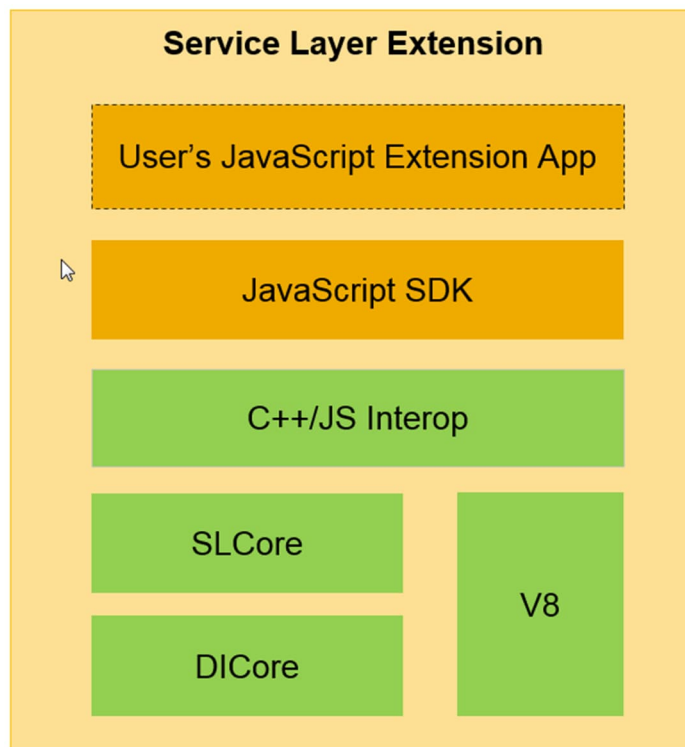 Service Layer Extension
User’s JavaScript Extension App
JavaScript SDK
C++/JS Interop
SLCore
V8
DICore